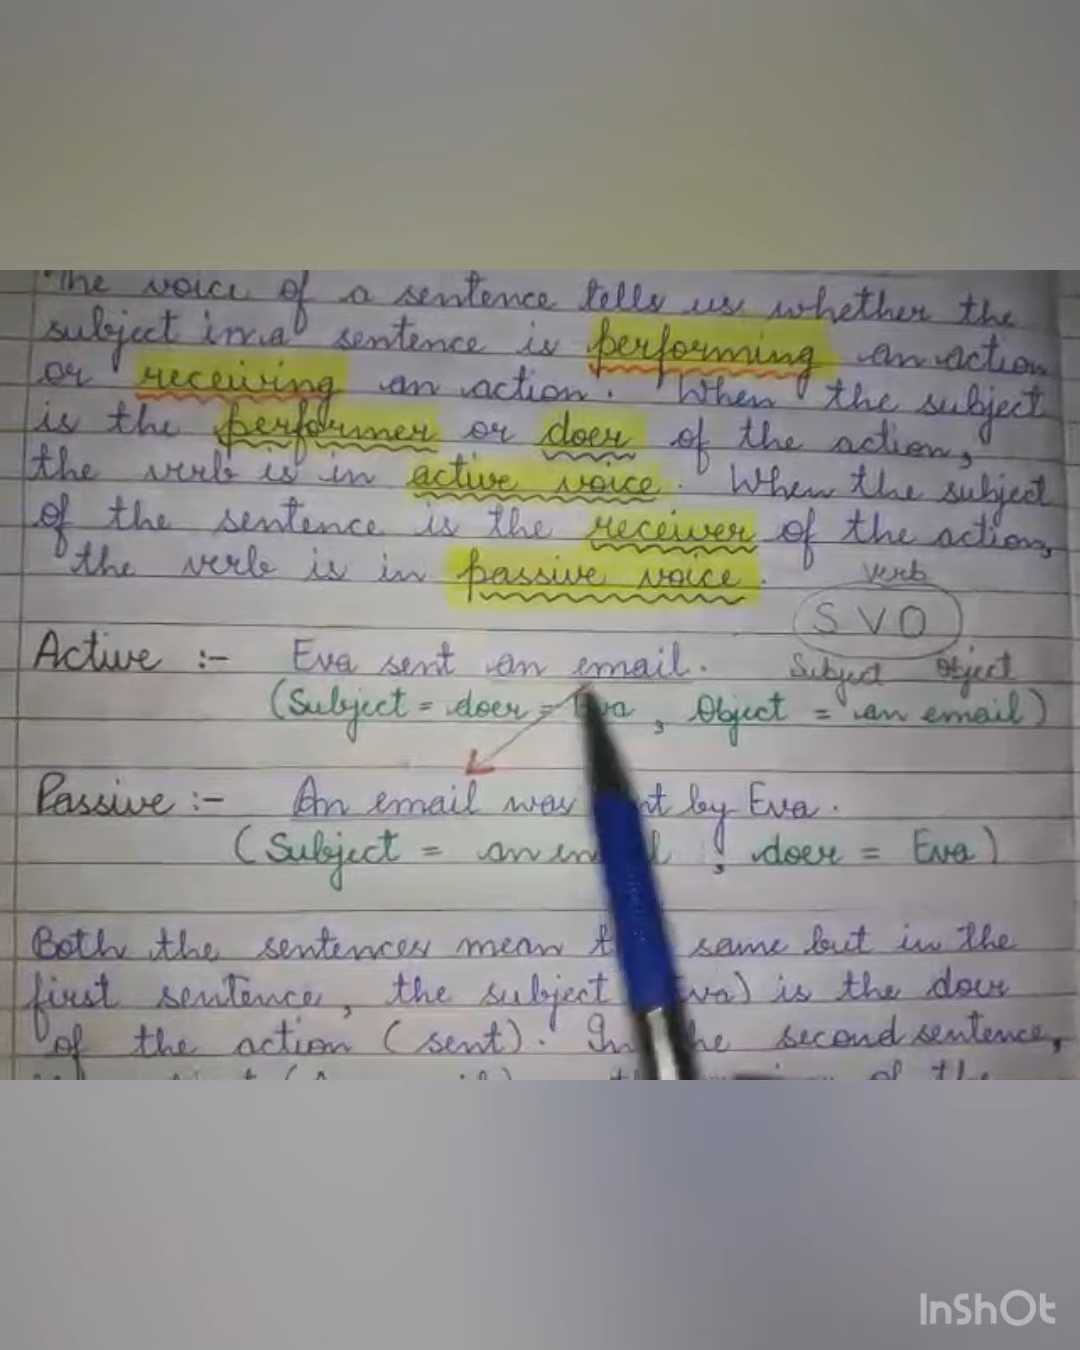 The voice of a sentence tells us whether the
subject in a sentence is performing an action
or receiving an action. When the subject
is the performer or doer of the action,
the verb is in active voice. When the subject
of the sentence is the receiver of the action,
the verb is in passive voice.
Verb
S V O
Subject Object
Active :- Eva sent an email.
(Subject = doer = Eva, Object = an email)
Passive :- An email was by Eva.
(Subject = an ; doer = Eva)
Both the sentences mean same but in the
first sentence, the subject is the doer
of the action (sent). In second sentence,
of the
InShOt